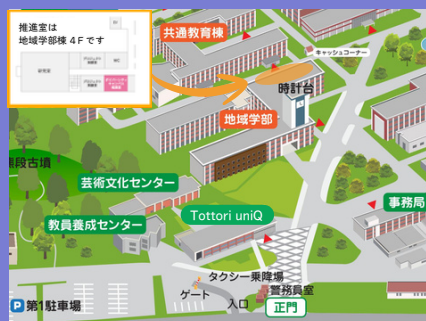 推進室は
地域学部棟 4Fです
WC
共通教育棟
キャッシュコーナー
時計台
地域学部
段古墳
芸術文化センター
教員養成センター
Tottori uniQ
事務局
タクシー乗降場
ゲート
警務員室
入口
正門
P 第1駐車場